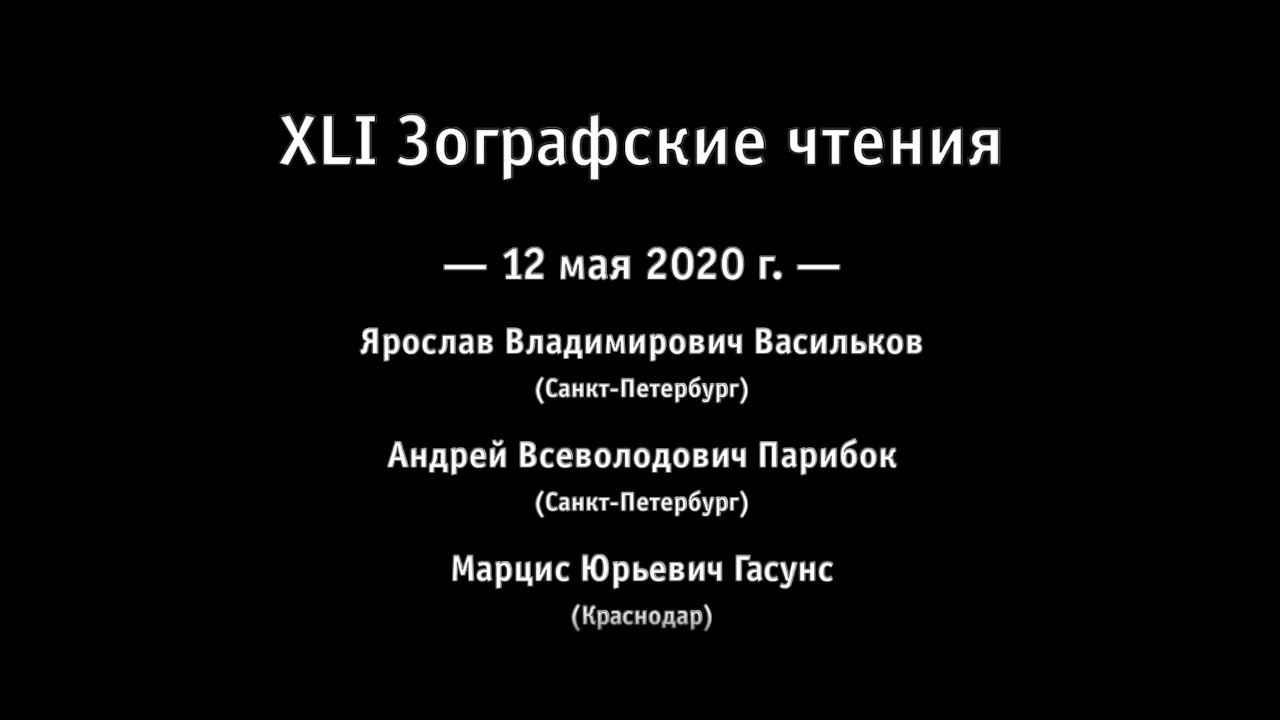 XLI Зографские чтения
— 12 мая 2020 г. —
Ярослав Владимирович Васильков
(Санкт-Петербург)
Андрей Всеволодович Парибок
(Санкт-Петербург)
Марцис Юрьевич Гасунс
(Краснодар)